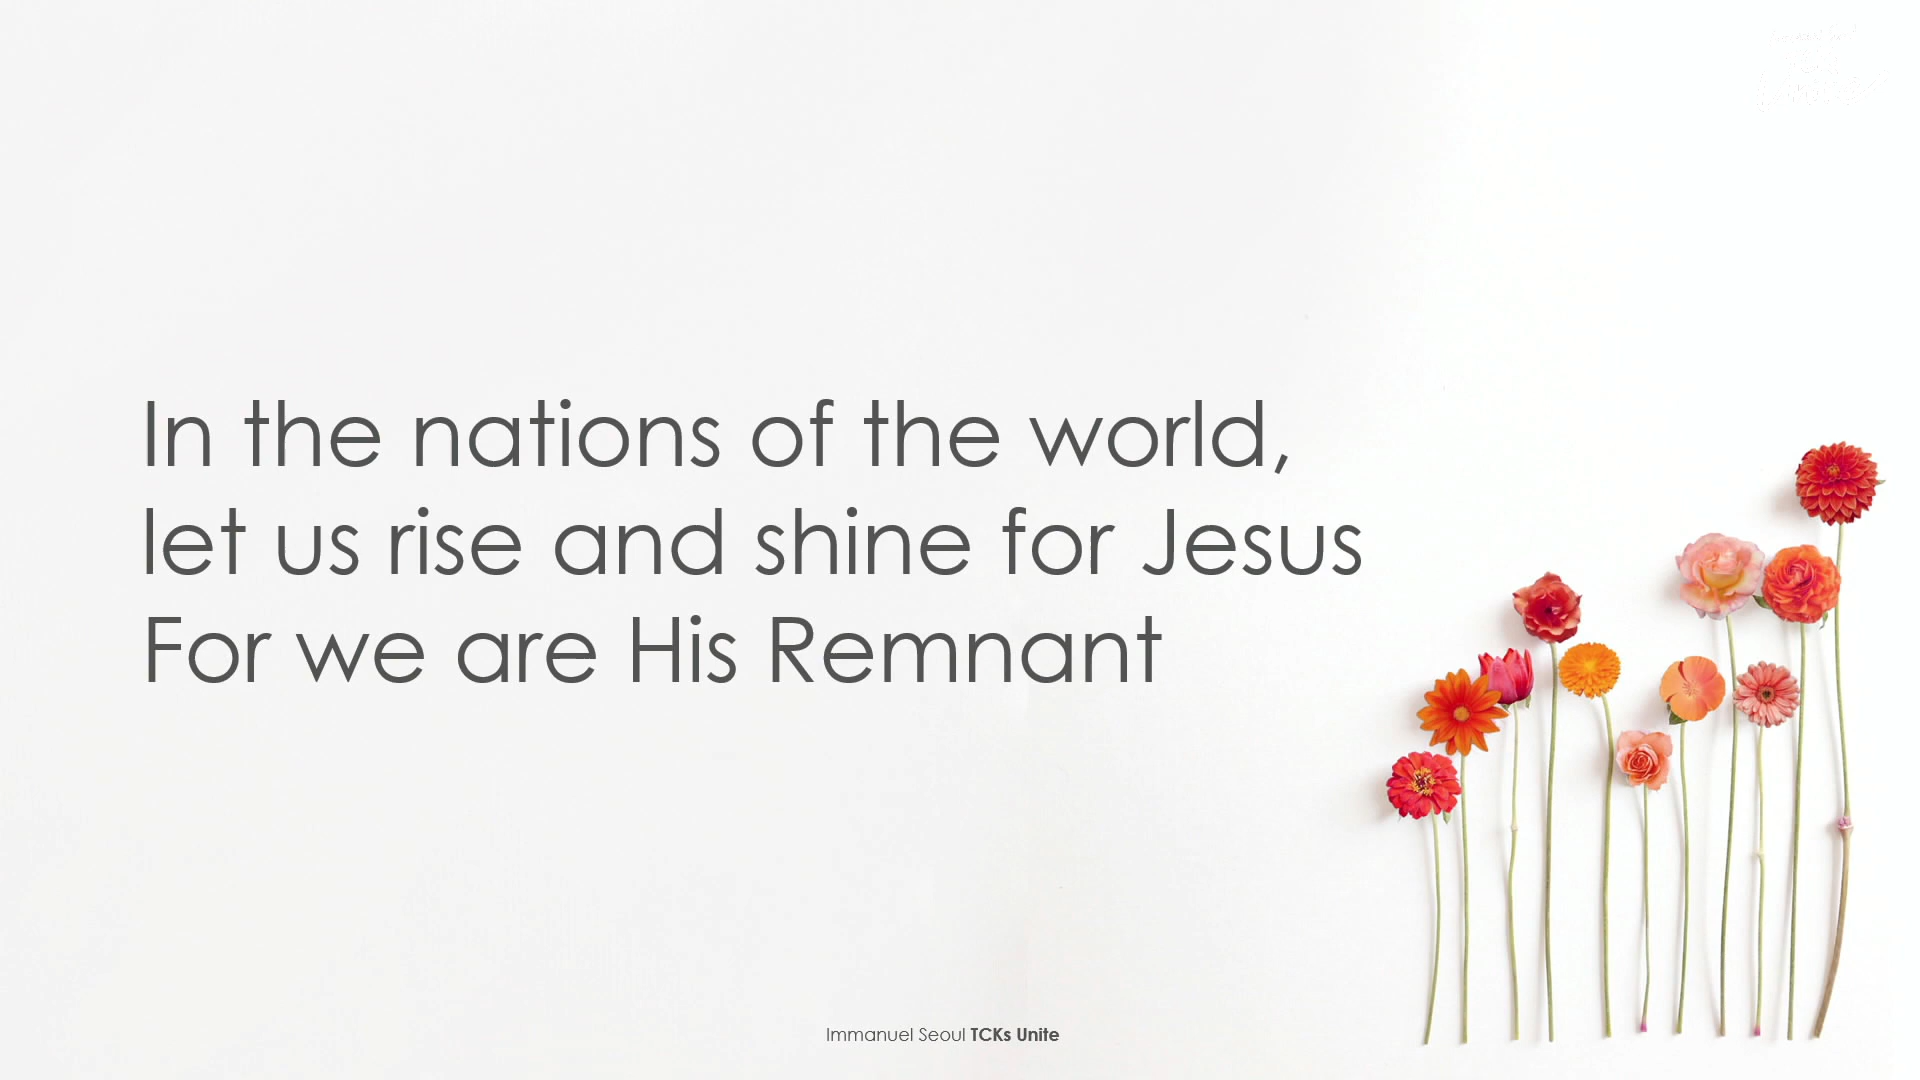 In the nations of the world,
let us rise and shine for Jesus
For we are His Remnant
Immanuel Seoul TCKs Unite